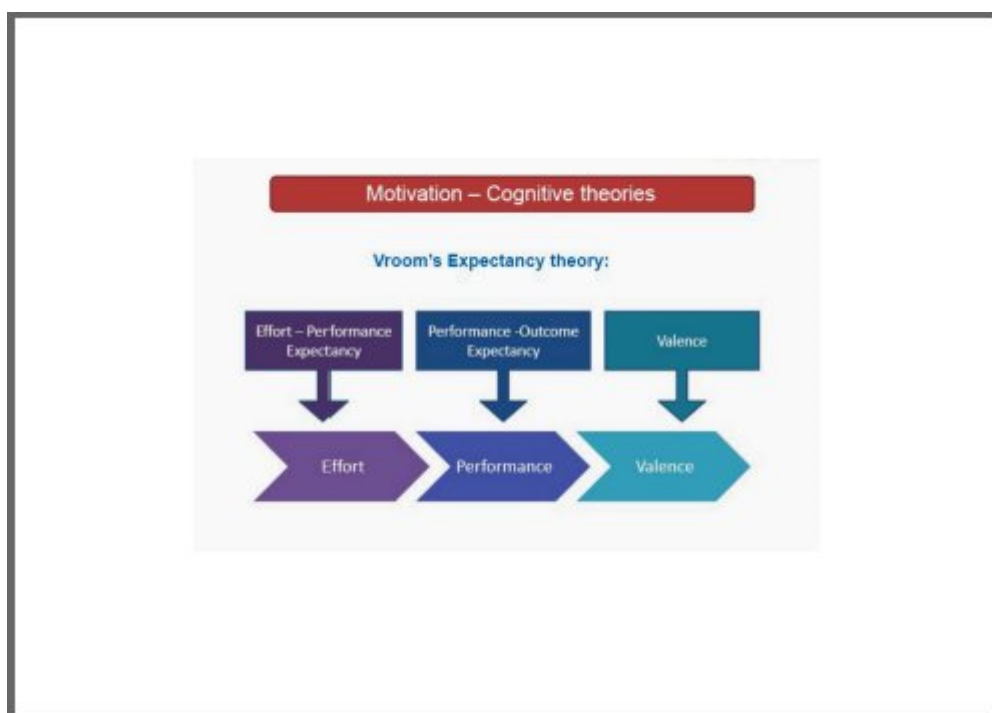 Motivation – Cognitive theories
Vroom's Expectancy theory:
Effort – Performance
Expectancy
Performance -Outcome
Expectancy
Valence
Effort
Performance
Valence